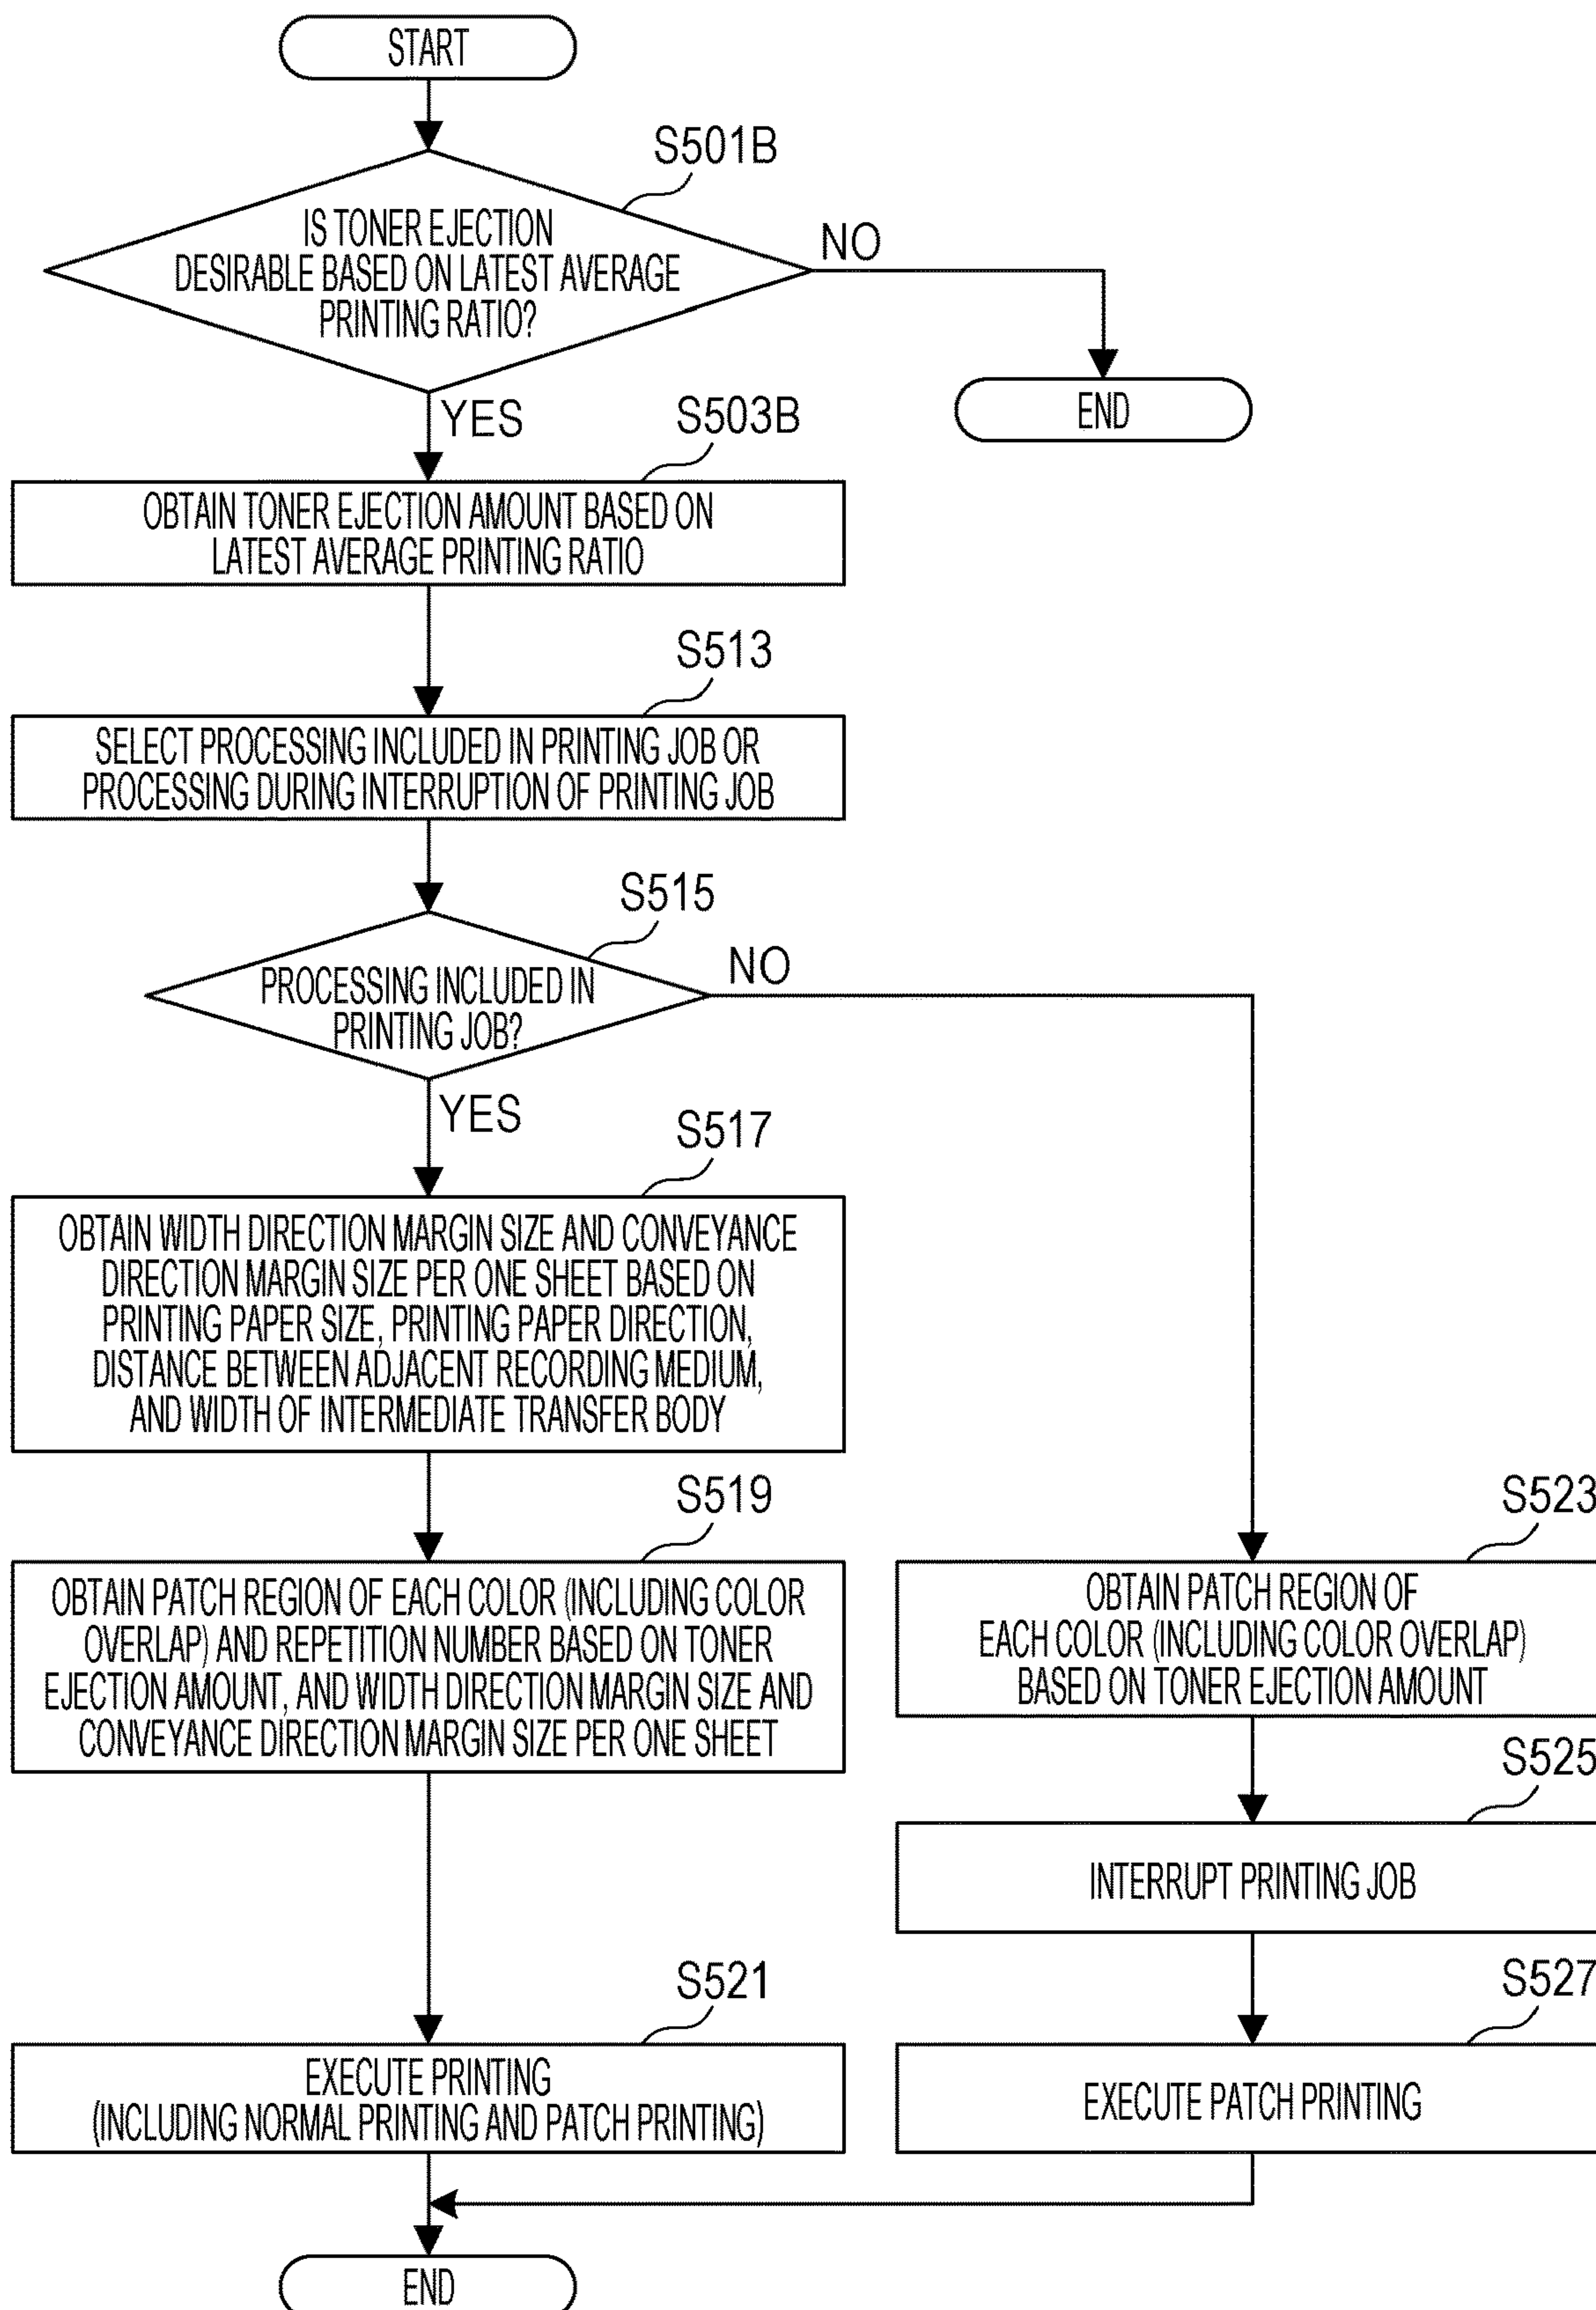 START
S501B
IS TONER EJECTION
DESIRABLE BASED ON LATEST AVERAGE
PRINTING RATIO?
NO
END
YES
S503B
OBTAIN TONER EJECTION AMOUNT BASED ON
LATEST AVERAGE PRINTING RATIO
S513
SELECT PROCESSING INCLUDED IN PRINTING JOB OR
PROCESSING DURING INTERRUPTION OF PRINTING JOB
S515
PROCESSING INCLUDED IN
PRINTING JOB?
NO
YES
S517
OBTAIN WIDTH DIRECTION MARGIN SIZE AND CONVEYANCE
DIRECTION MARGIN SIZE PER ONE SHEET BASED ON
PRINTING PAPER SIZE, PRINTING PAPER DIRECTION,
DISTANCE BETWEEN ADJACENT RECORDING MEDIUM,
AND WIDTH OF INTERMEDIATE TRANSFER BODY
S519
OBTAIN PATCH REGION OF EACH COLOR (INCLUDING COLOR
OVERLAP) AND REPETITION NUMBER BASED ON TONER
EJECTION AMOUNT, AND WIDTH DIRECTION MARGIN SIZE AND
CONVEYANCE DIRECTION MARGIN SIZE PER ONE SHEET
S523
OBTAIN PATCH REGION OF
EACH COLOR (INCLUDING COLOR OVERLAP)
BASED ON TONER EJECTION AMOUNT
S525
INTERRUPT PRINTING JOB
S521
EXECUTE PRINTING
(INCLUDING NORMAL PRINTING AND PATCH PRINTING)
S527
EXECUTE PATCH PRINTING
END